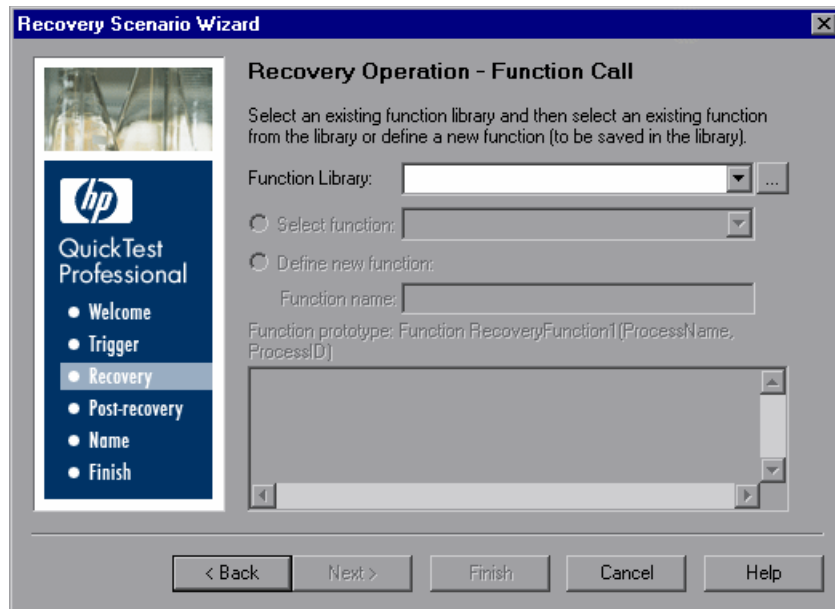 Recovery Scenario Wizard
Recovery Operation - Function Call
Select an existing function library and then select an existing function
from the library or define a new function (to be saved in the library).
Function Library:
...
Select function:
Define new function:
Function name:
Function prototype: Function RecoveryFunction1(ProcessName,
ProcessID)
hp
QuickTest
Professional
Welcome
Trigger
Recovery
Post-recovery
Name
Finish
< Back
Next >
Finish
Cancel
Help